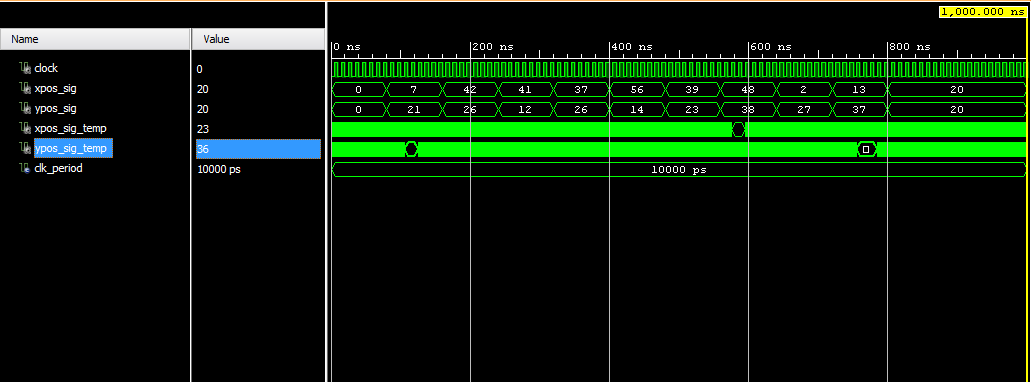 1,000.000 ns
Name Value
0 ns 200 ns 400 ns 600 ns 800 ns
clock 0
xpos_sig 20 0 7 42 41 37 56 39 48 2 13 20
ypos_sig 20 0 21 26 12 26 14 23 38 27 37 20
xpos_sig_temp 23
ypos_sig_temp 36
clk_period 10000 ps 10000 ps